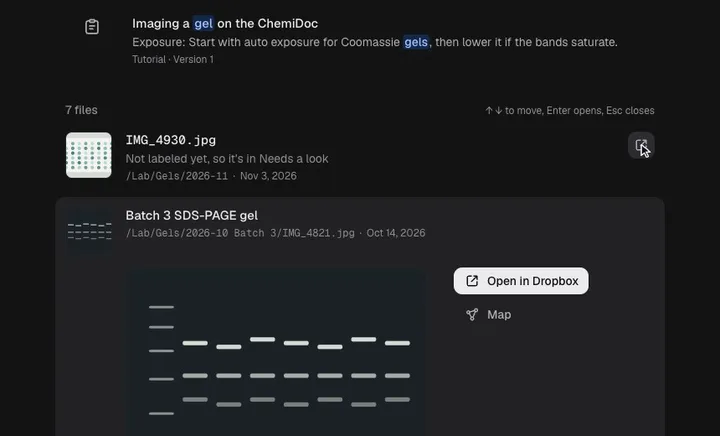 Imaging a gel on the ChemiDoc
Exposure: Start with auto exposure for Coomassie gels, then lower it if the bands saturate.
Tutorial · Version 1
7 files
↑↓ to move, Enter opens, Esc closes
IMG_4930.jpg
Not labeled yet, so it's in Needs a look
/Lab/Gels/2026-11 · Nov 3, 2026
Batch 3 SDS-PAGE gel
/Lab/Gels/2026-10 Batch 3/IMG_4821.jpg · Oct 14, 2026
Open in Dropbox
Map